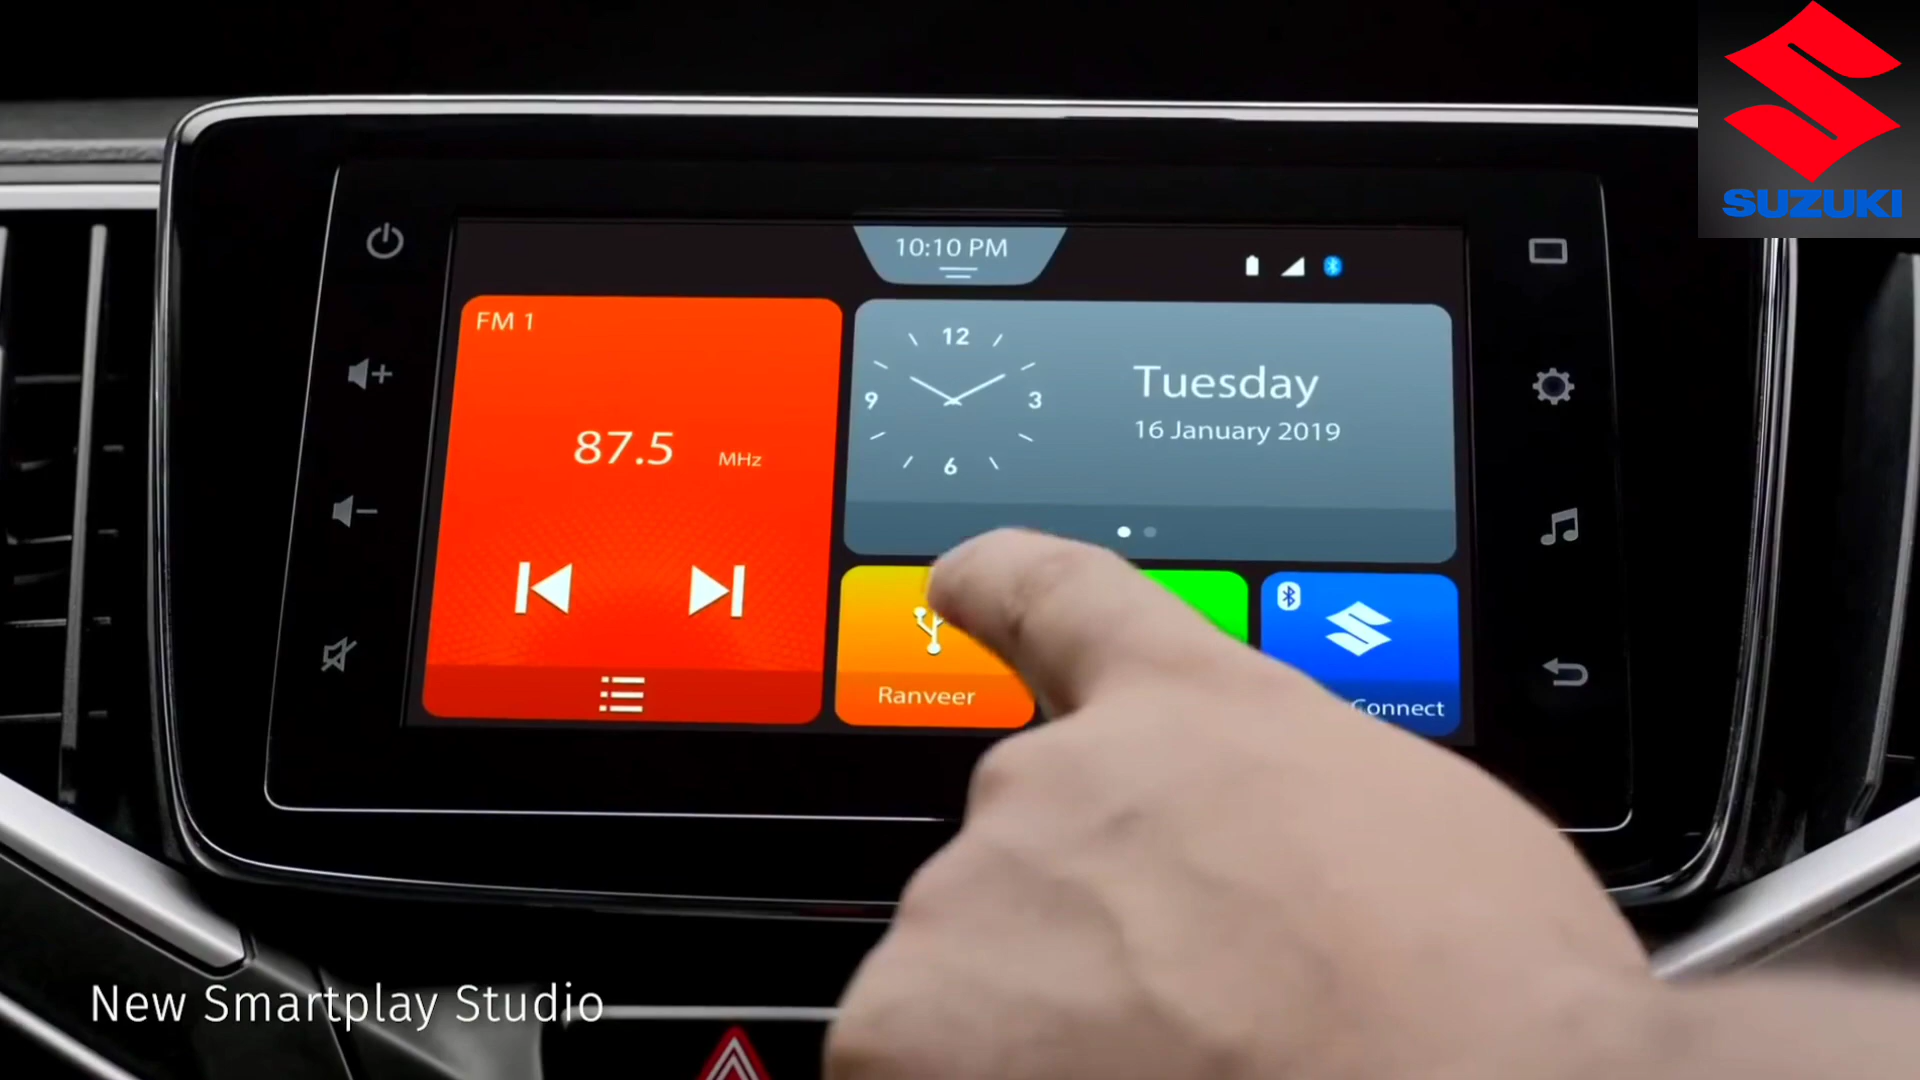 SUZUKI
10:10 PM
FM 1
87.5 MHz
12
9
3
6
Tuesday
16 January 2019
Ranveer
Connect
New Smartplay Studio